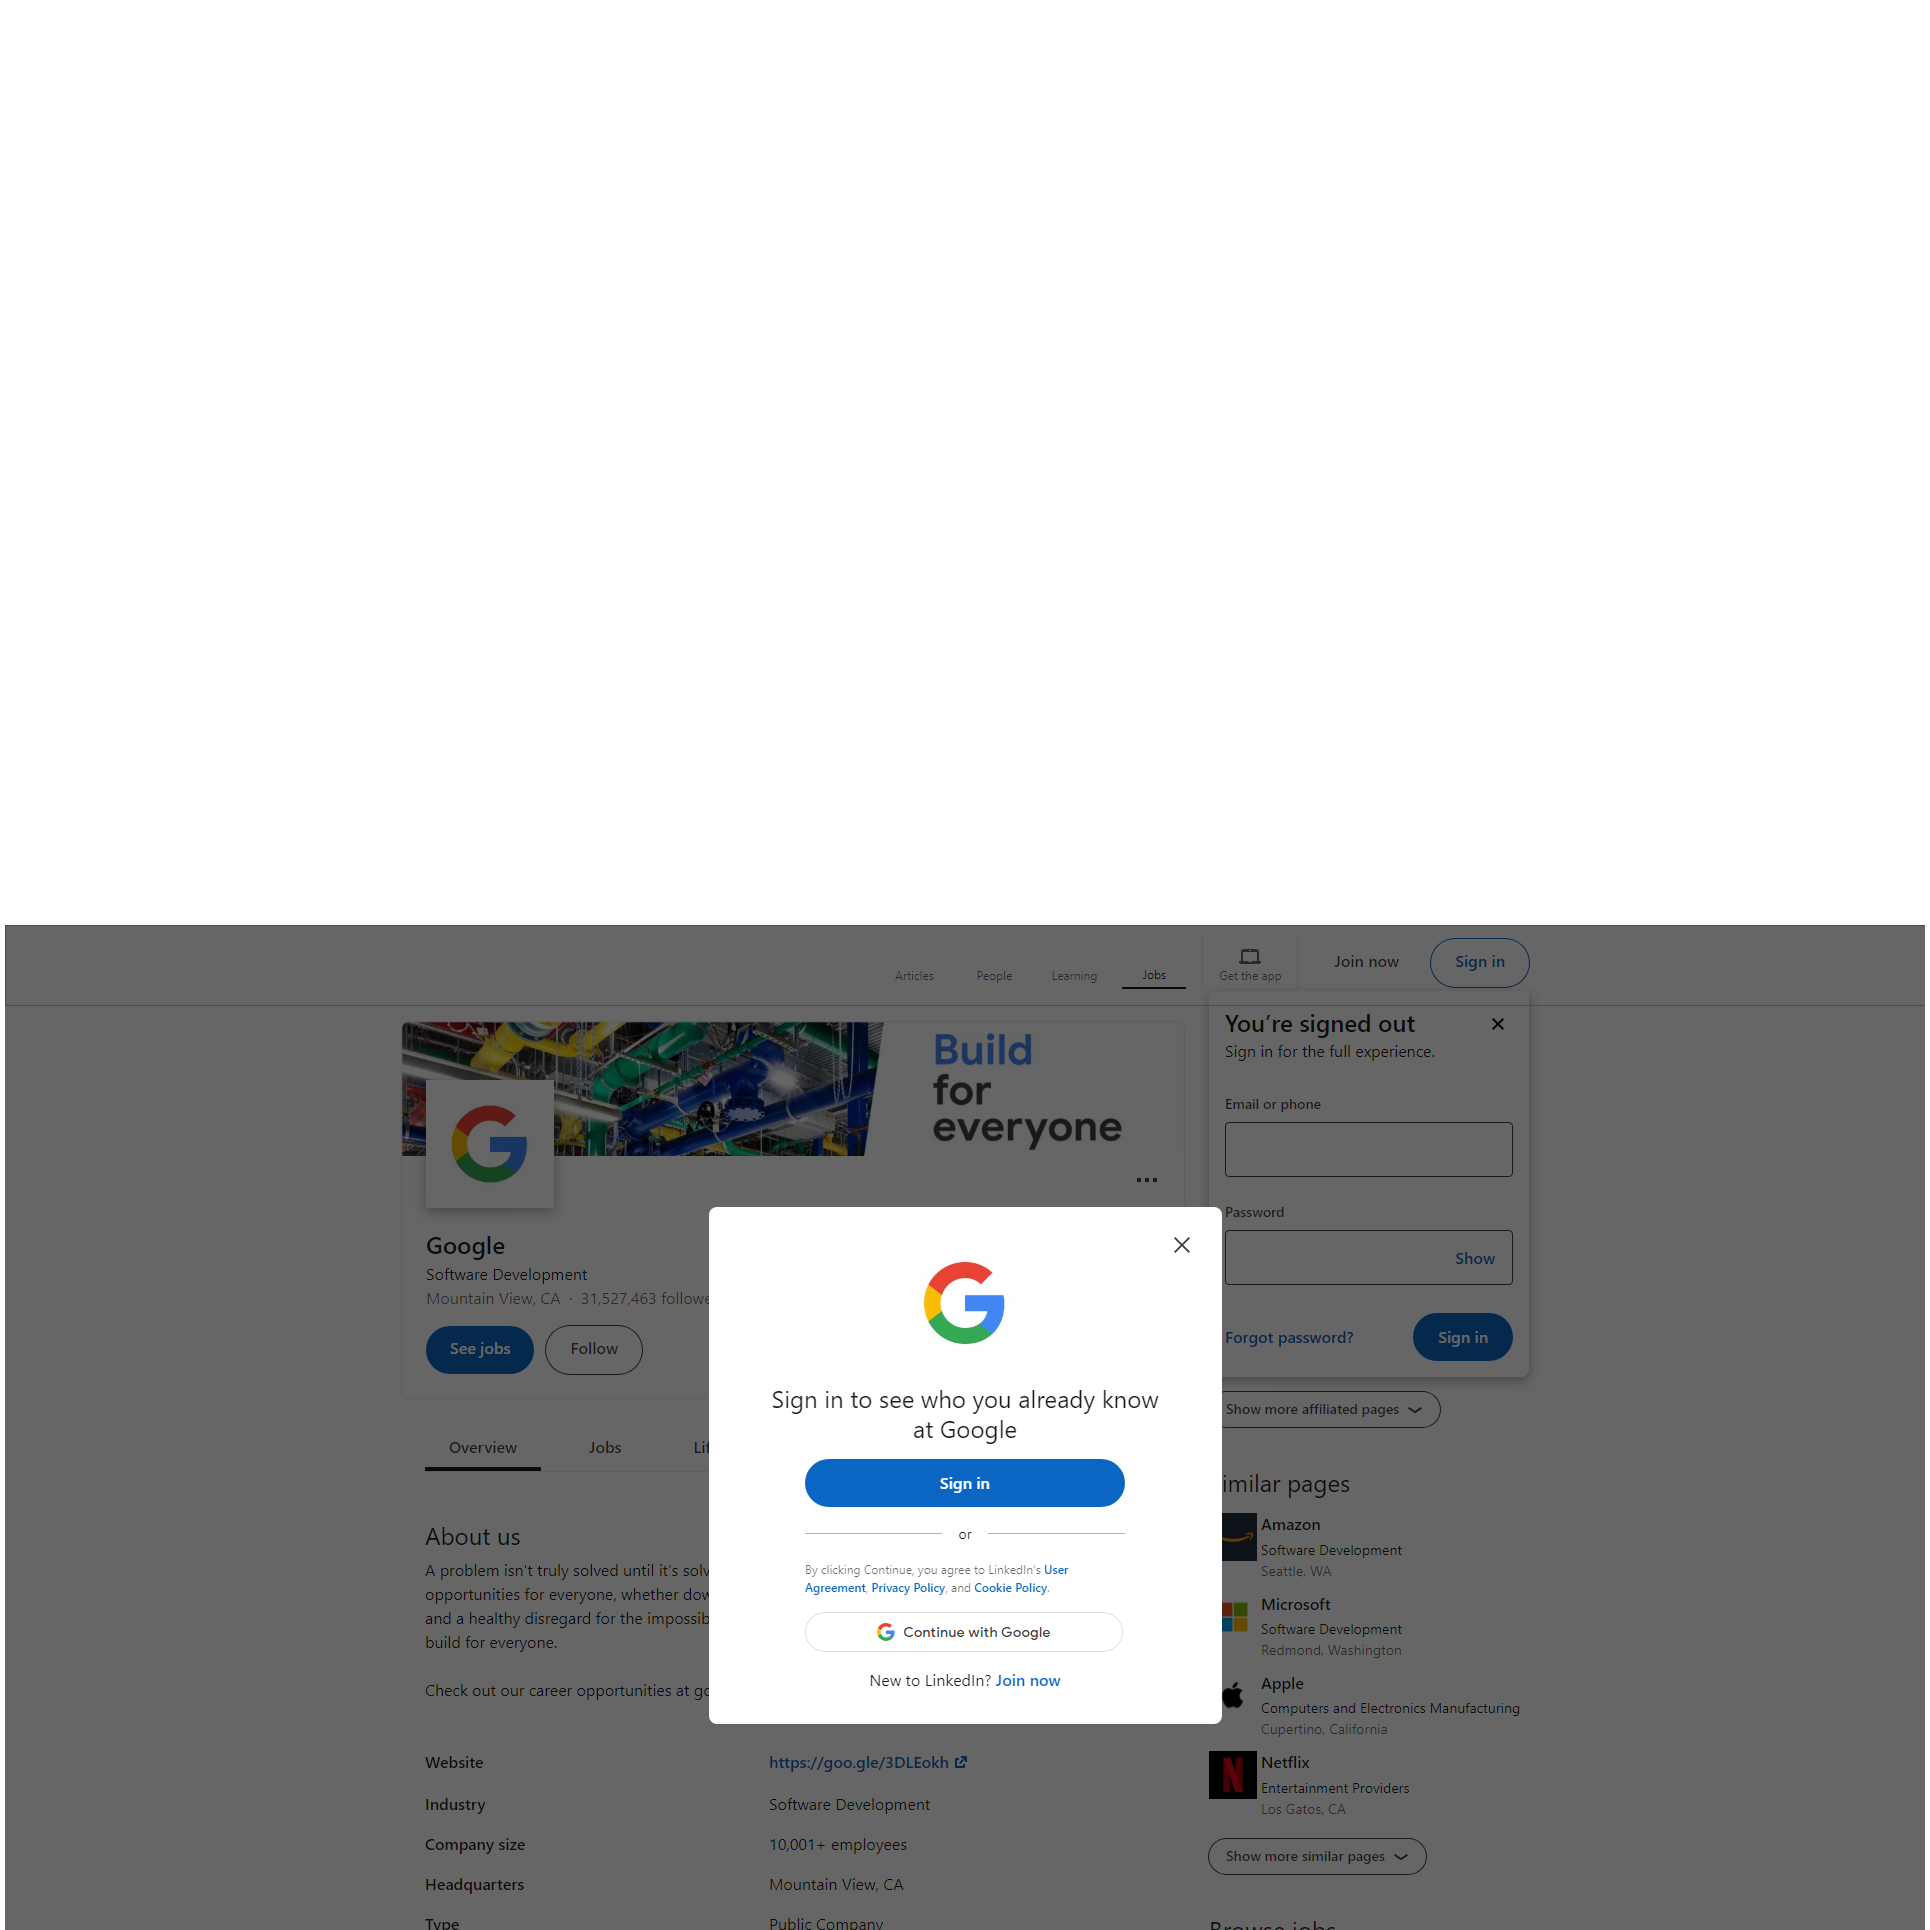 Articles
People
Learning
Jobs
Get the app
Join now
Sign in
Build
for
everyone
Google
Software Development
Mountain View, CA · 31,527,463
See jobs
Follow
Overview
Jobs
About us
A problem isn't truly solved until it's
opportunities for everyone, whether
and a healthy disregard for the
build for everyone.
Check out our career opportunities at
Website
https://goo.gle/3DLEokh
Industry
Software Development
Company size
10,001+ employees
Headquarters
Mountain View, CA
Type
Public Company
Sign in to see who you already know
at Google
Sign in
or
By clicking Continue, you agree to LinkedIn's User
Agreement, Privacy Policy, and Cookie Policy.
Continue with Google
New to LinkedIn? Join now
You're signed out
Sign in for the full experience.
Email or phone
Password
Show
Forgot password?
Sign in
Show more affiliated pages
pages
Amazon
Software Development
Seattle, WA
Microsoft
Software Development
Redmond, Washington
Apple
Computers and Electronics Manufacturing
Cupertino, California
Netflix
Entertainment Providers
Los Gatos, CA
Show more similar pages
Browse jobs